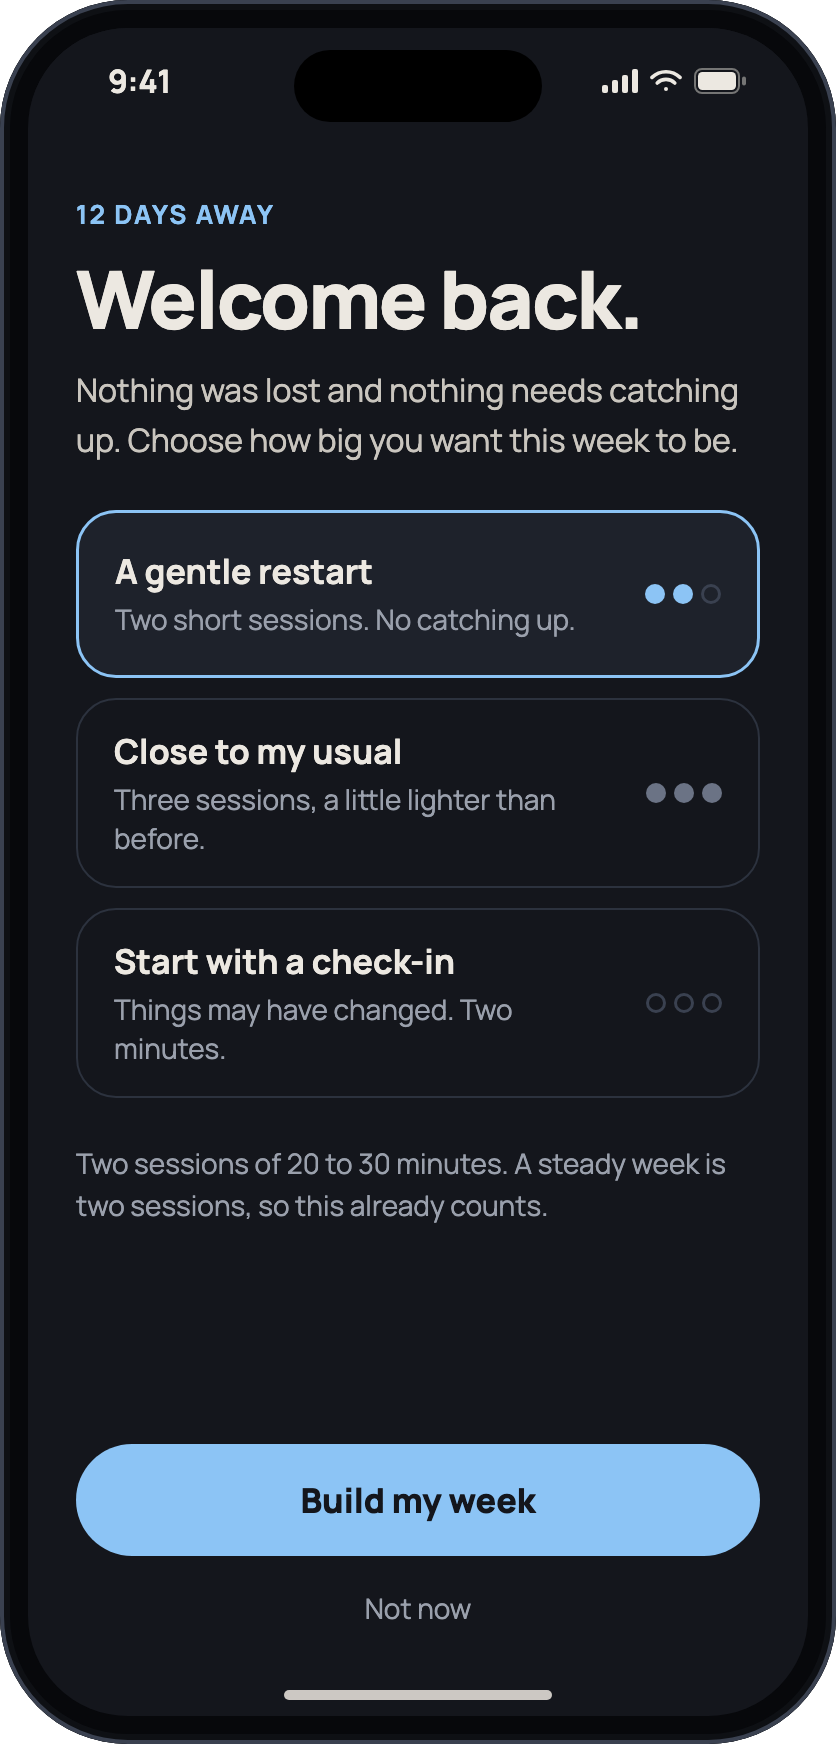 9:41
12 DAYS AWAY
Welcome back.
Nothing was lost and nothing needs catching
up. Choose how big you want this week to be.
A gentle restart
Two short sessions. No catching up.
Close to my usual
Three sessions, a little lighter than
before.
Start with a check-in
Things may have changed. Two
minutes.
Two sessions of 20 to 30 minutes. A steady week is
two sessions, so this already counts.
Build my week
Not now